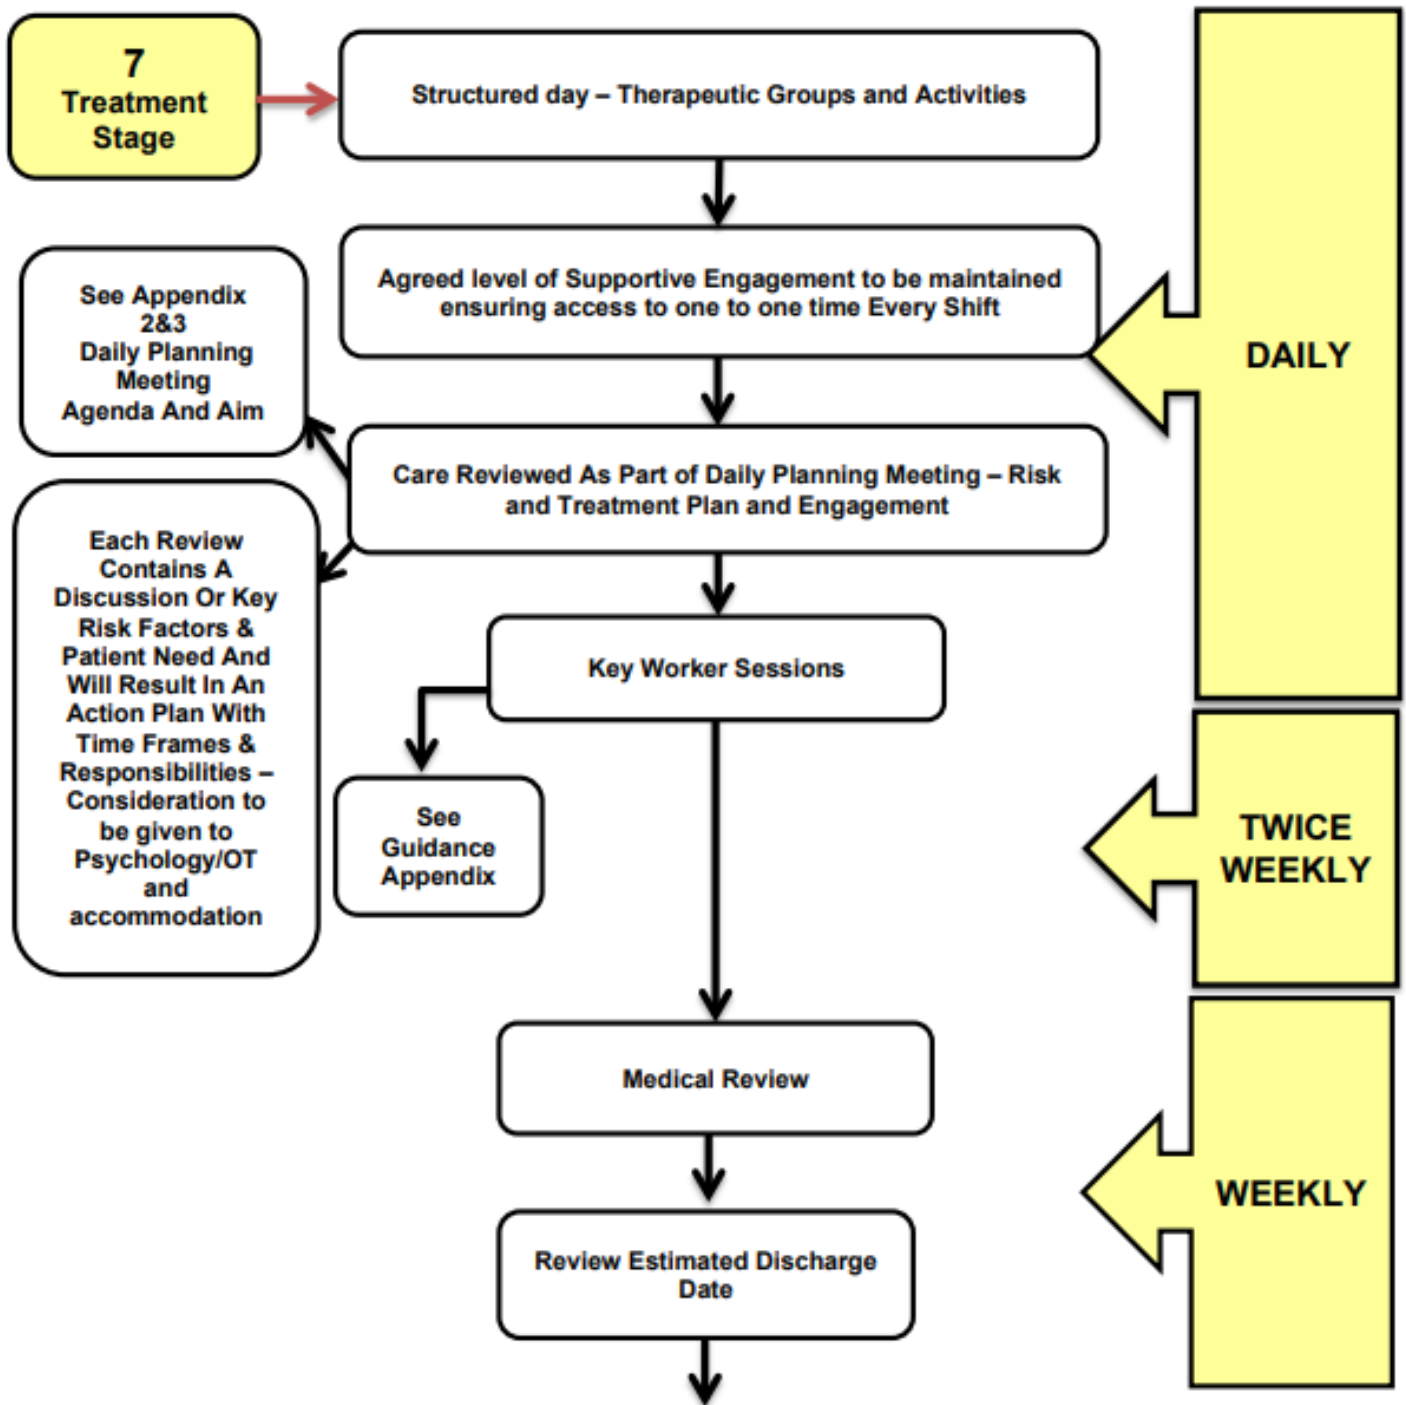 7
Treatment
Stage
Structured day – Therapeutic Groups and Activities
Agreed level of Supportive Engagement to be maintained
ensuring access to one to one time Every Shift
DAILY
See Appendix
2&3
Daily Planning
Meeting
Agenda And Aim
Care Reviewed As Part of Daily Planning Meeting – Risk
and Treatment Plan and Engagement
Each Review
Contains A
Discussion Or Key
Risk Factors &
Patient Need And
Will Result In An
Action Plan With
Time Frames &
Responsibilities –
Consideration to
be given to
Psychology/OT
and
accommodation
Key Worker Sessions
See
Guidance
Appendix
TWICE
WEEKLY
Medical Review
WEEKLY
Review Estimated Discharge
Date